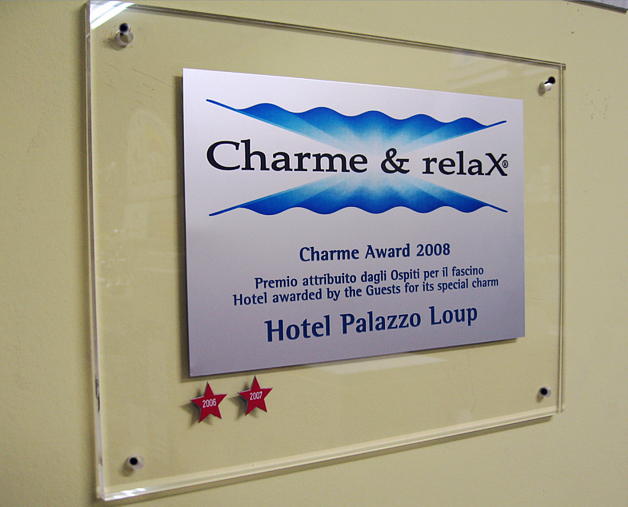 Charme & relaX®
Charme Award 2008
Premio attribuito dagli Ospiti per il fascino
Hotel awarded by the Guests for its special charm
Hotel Palazzo Loup
2006 2007